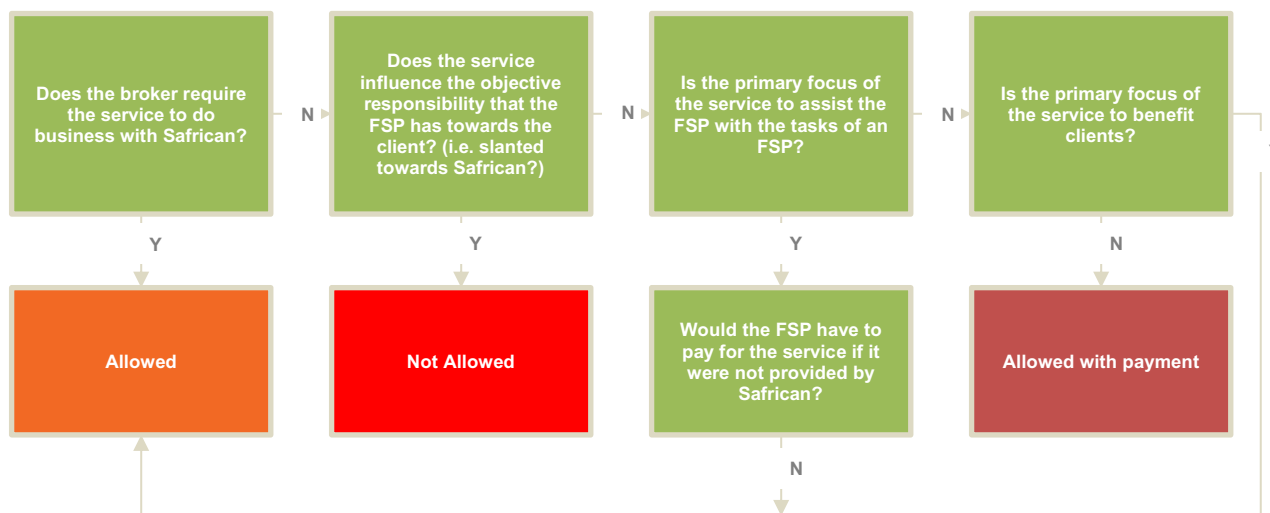 Does the broker require
the service to do
business with Safrican?
N
Does the service
influence the objective
responsibility that the
FSP has towards the
client? (i.e. slanted
towards Safrican?)
N
Is the primary focus of
the service to assist the
FSP with the tasks of an
FSP?
N
Is the primary focus of
the service to benefit
clients?
Y
Y
Y
N
Allowed
Not Allowed
Would the FSP have to
pay for the service if it
were not provided by
Safrican?
Allowed with payment
N